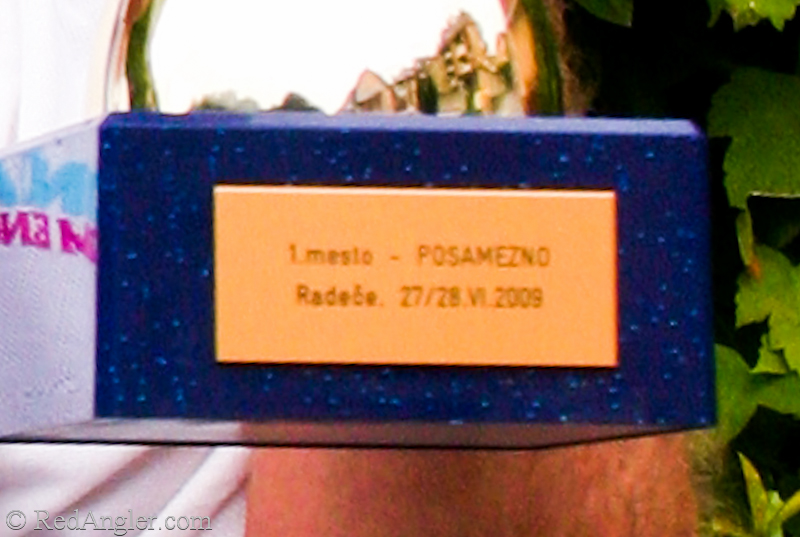 1.mesto - POSAMEZNO
Radeče. 27/28.VI.2009
© RedAngler.com